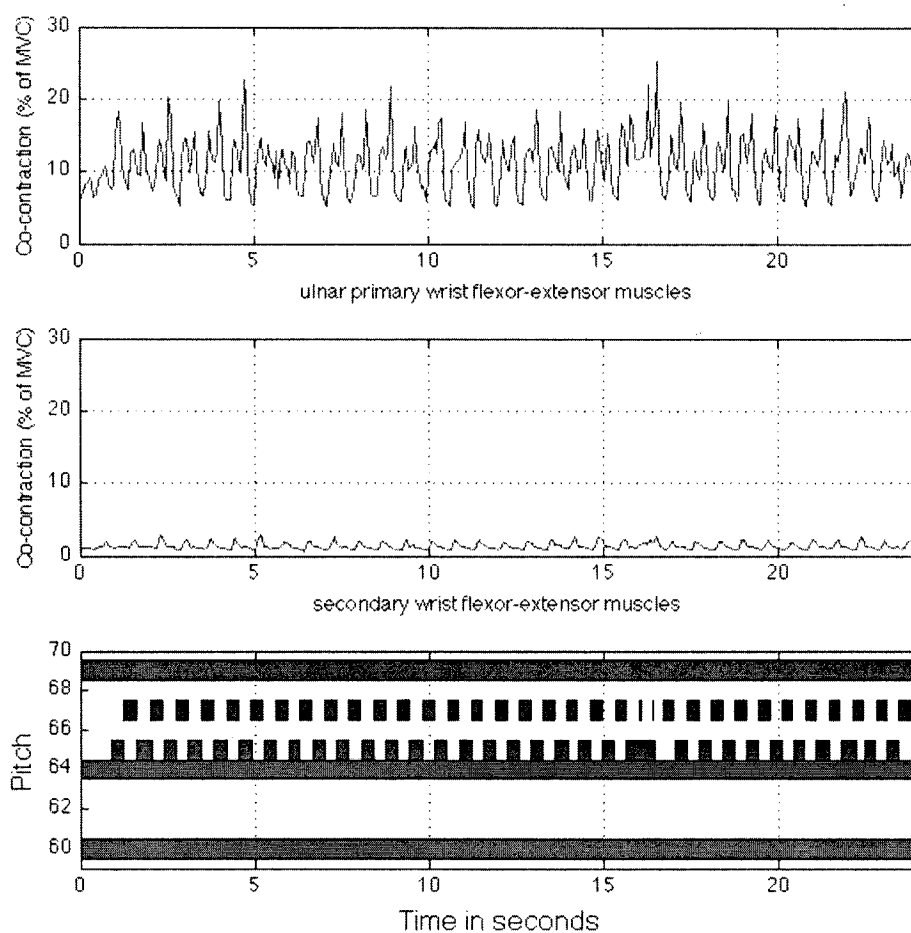 Co-contraction (% of MVC)
30
20
10
0
0 5 10 15 20
ulnar primary wrist flexor-extensor muscles
Co-contraction (% of MVC)
30
20
10
0
0 5 10 15 20
secondary wrist flexor-extensor muscles
Pitch
70
68
66
64
62
60
0 5 10 15 20
Time in seconds